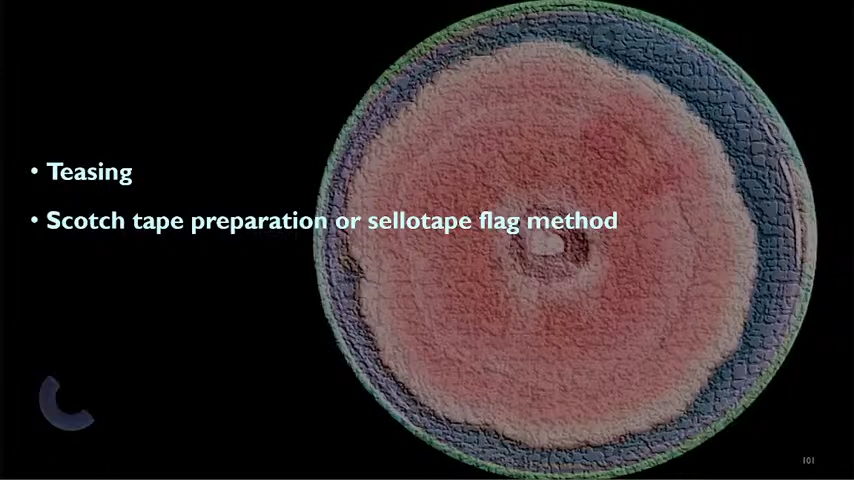 • Teasing
• Scotch tape preparation or sellotape flag method
101